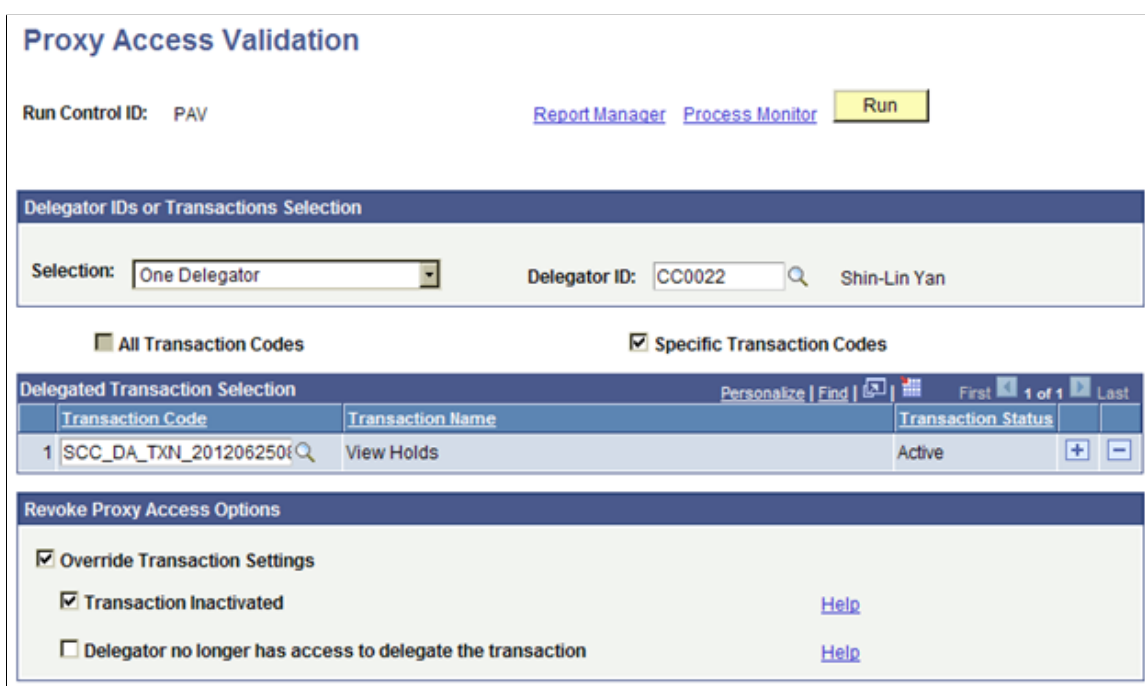 Proxy Access Validation
Run Control ID: PAV Report Manager Process Monitor Run
Delegator IDs or Transactions Selection
Selection: One Delegator Delegator ID: CC0022 Shin-Lin Yan
All Transaction Codes Specific Transaction Codes
Delegated Transaction Selection Personalize | Find | | First 1 of 1 Last
Transaction Code Transaction Name Transaction Status
1 SCC_DA_TXN_201206250 View Holds Active
Revoke Proxy Access Options
Override Transaction Settings
Transaction Inactivated Help
Delegator no longer has access to delegate the transaction Help